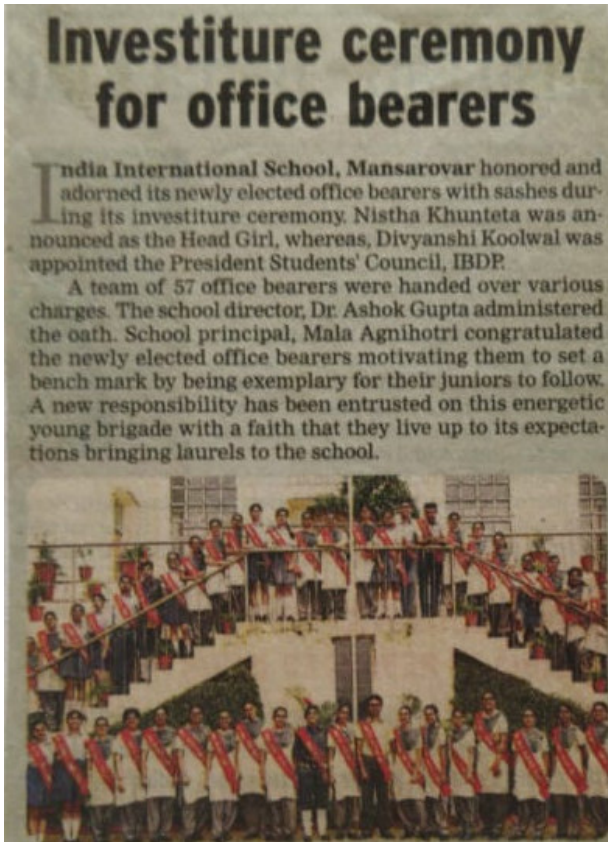 Investiture ceremony
for office bearers
India International School, Mansarovar honored and
adorned its newly elected office bearers with sashes dur-
ing its investiture ceremony. Nistha Khunteta was an-
nounced as the Head Girl, whereas, Divyanshi Koolwal was
appointed the President Students' Council, IBDP.
A team of 57 office bearers were handed over various
charges. The school director, Dr. Ashok Gupta administered
the oath. School principal, Mala Agnihotri congratulated
the newly elected office bearers motivating them to set a
bench mark by being exemplary for their juniors to follow.
A new responsibility has been entrusted on this energetic
young brigade with a faith that they live up to its expecta-
tions bringing laurels to the school.